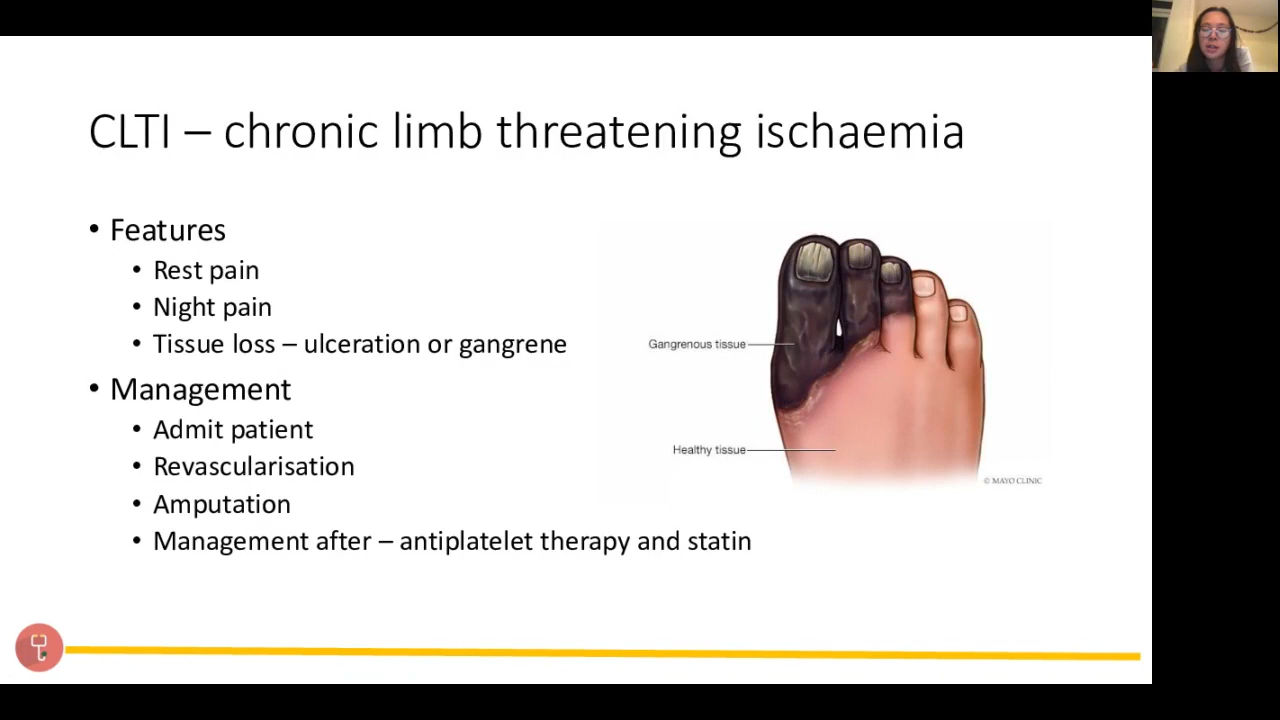 CLTI – chronic limb threatening ischaemia
• Features
• Rest pain
• Night pain
• Tissue loss – ulceration or gangrene
• Management
• Admit patient
• Revascularisation
• Amputation
• Management after – antiplatelet therapy and statin
Gangrenous tissue
Healthy tissue
© MAYO CLINIC